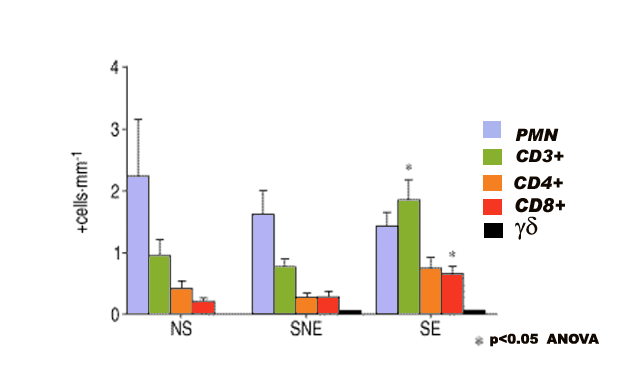 4
3
2
1
0
+cells·mm⁻¹
NS
SNE
SE
*
*
PMN
CD3+
CD4+
CD8+
γδ
* p<0.05 ANOVA